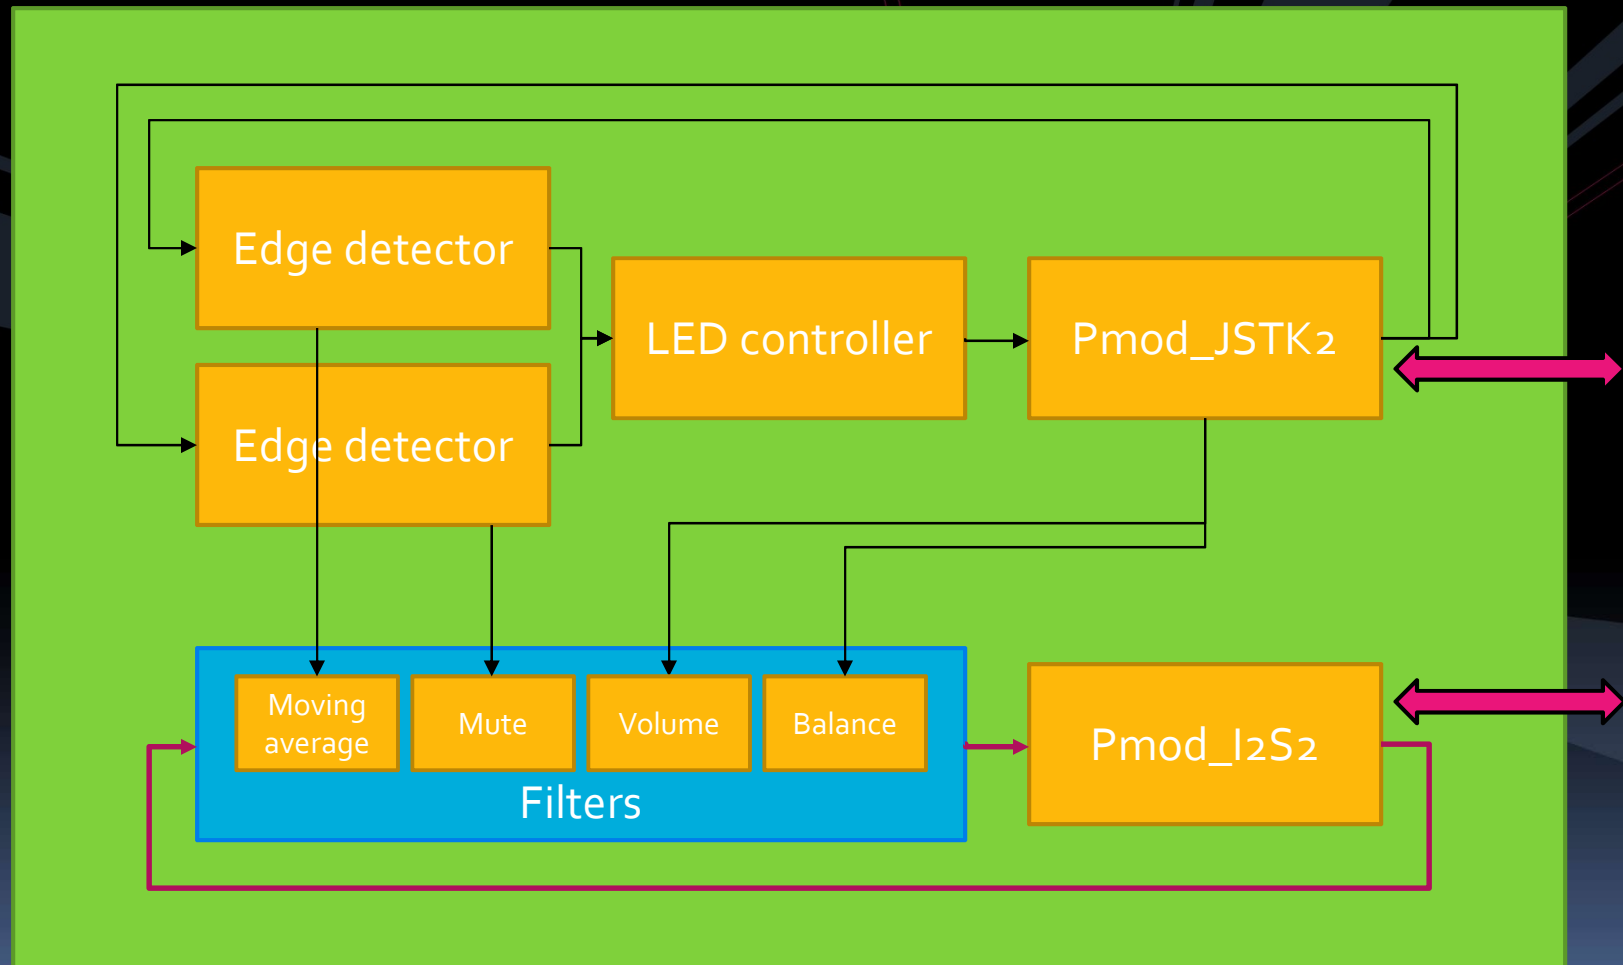 Edge detector
LED controller
Pmod_JSTK2
Edge detector
Moving
average
Mute
Volume
Balance
Filters
Pmod_I2S2